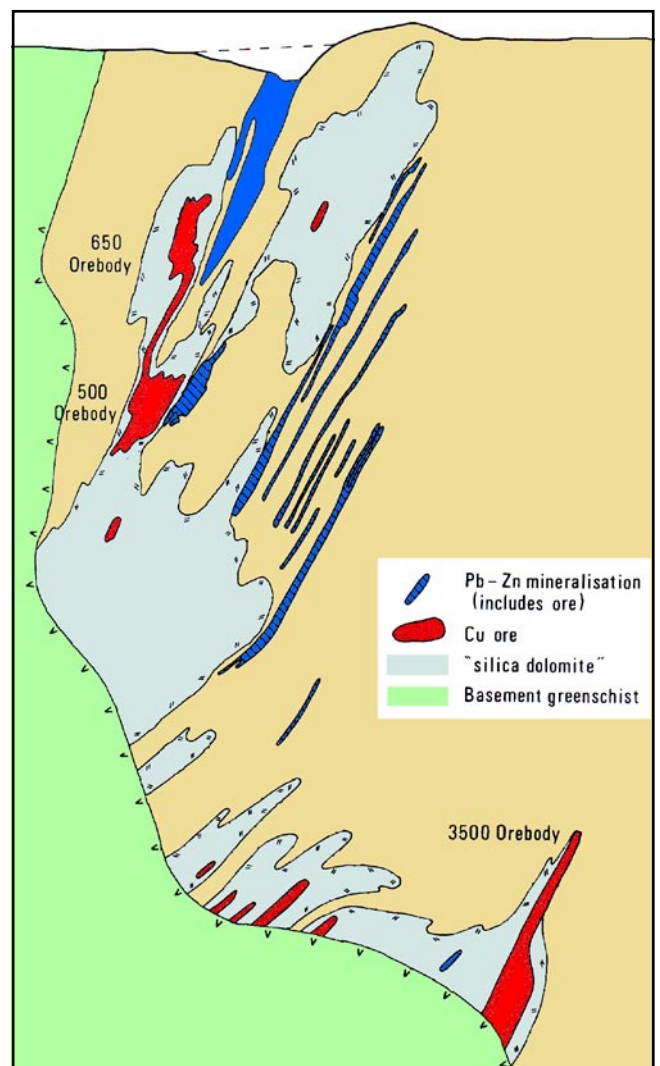 650
Orebody
500
Orebody
Pb-Zn mineralisation
(includes ore)
Cu ore
"silica dolomite"
Basement greenschist
3500 Orebody